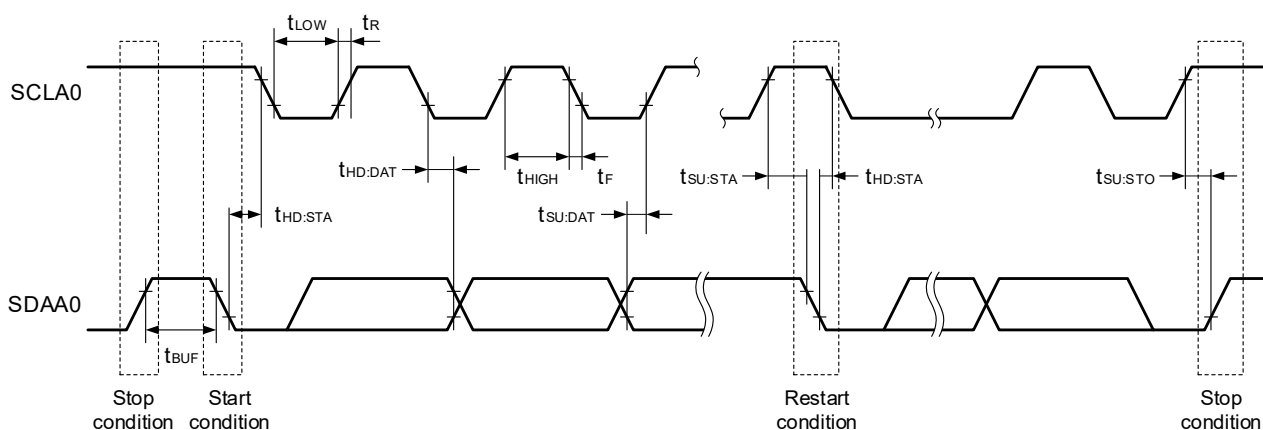 tLOW
tR
SCLA0
tHD:DAT
tHIGH
tF
tSU:STA
tHD:STA
tSU:STO
tHD:STA
tSU:DAT
SDAA0
tBUF
Stop
condition
Start
condition
Restart
condition
Stop
condition